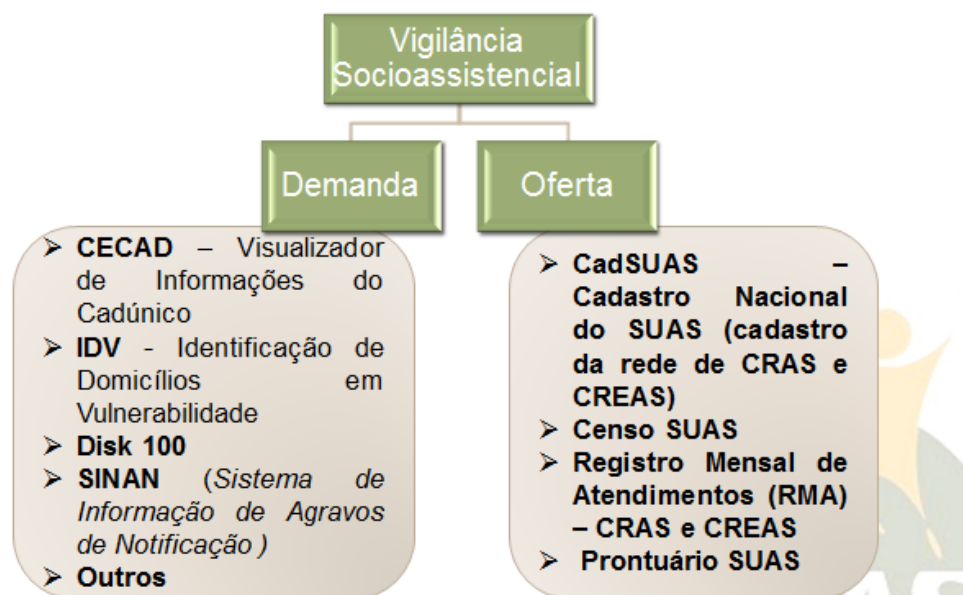 Vigilância
Socioassistencial
Demanda
Oferta
➤ CECAD – Visualizador
de Informações do
Cadúnico
➤ IDV - Identificação de
Domicílios em
Vulnerabilidade
➤ Disk 100
➤ SINAN (Sistema de
Informação de Agravos
de Notificação )
➤ Outros
➤ CadSUAS –
Cadastro Nacional
do SUAS (cadastro
da rede de CRAS e
CREAS)
➤ Censo SUAS
➤ Registro Mensal de
Atendimentos (RMA)
– CRAS e CREAS
➤ Prontuário SUAS